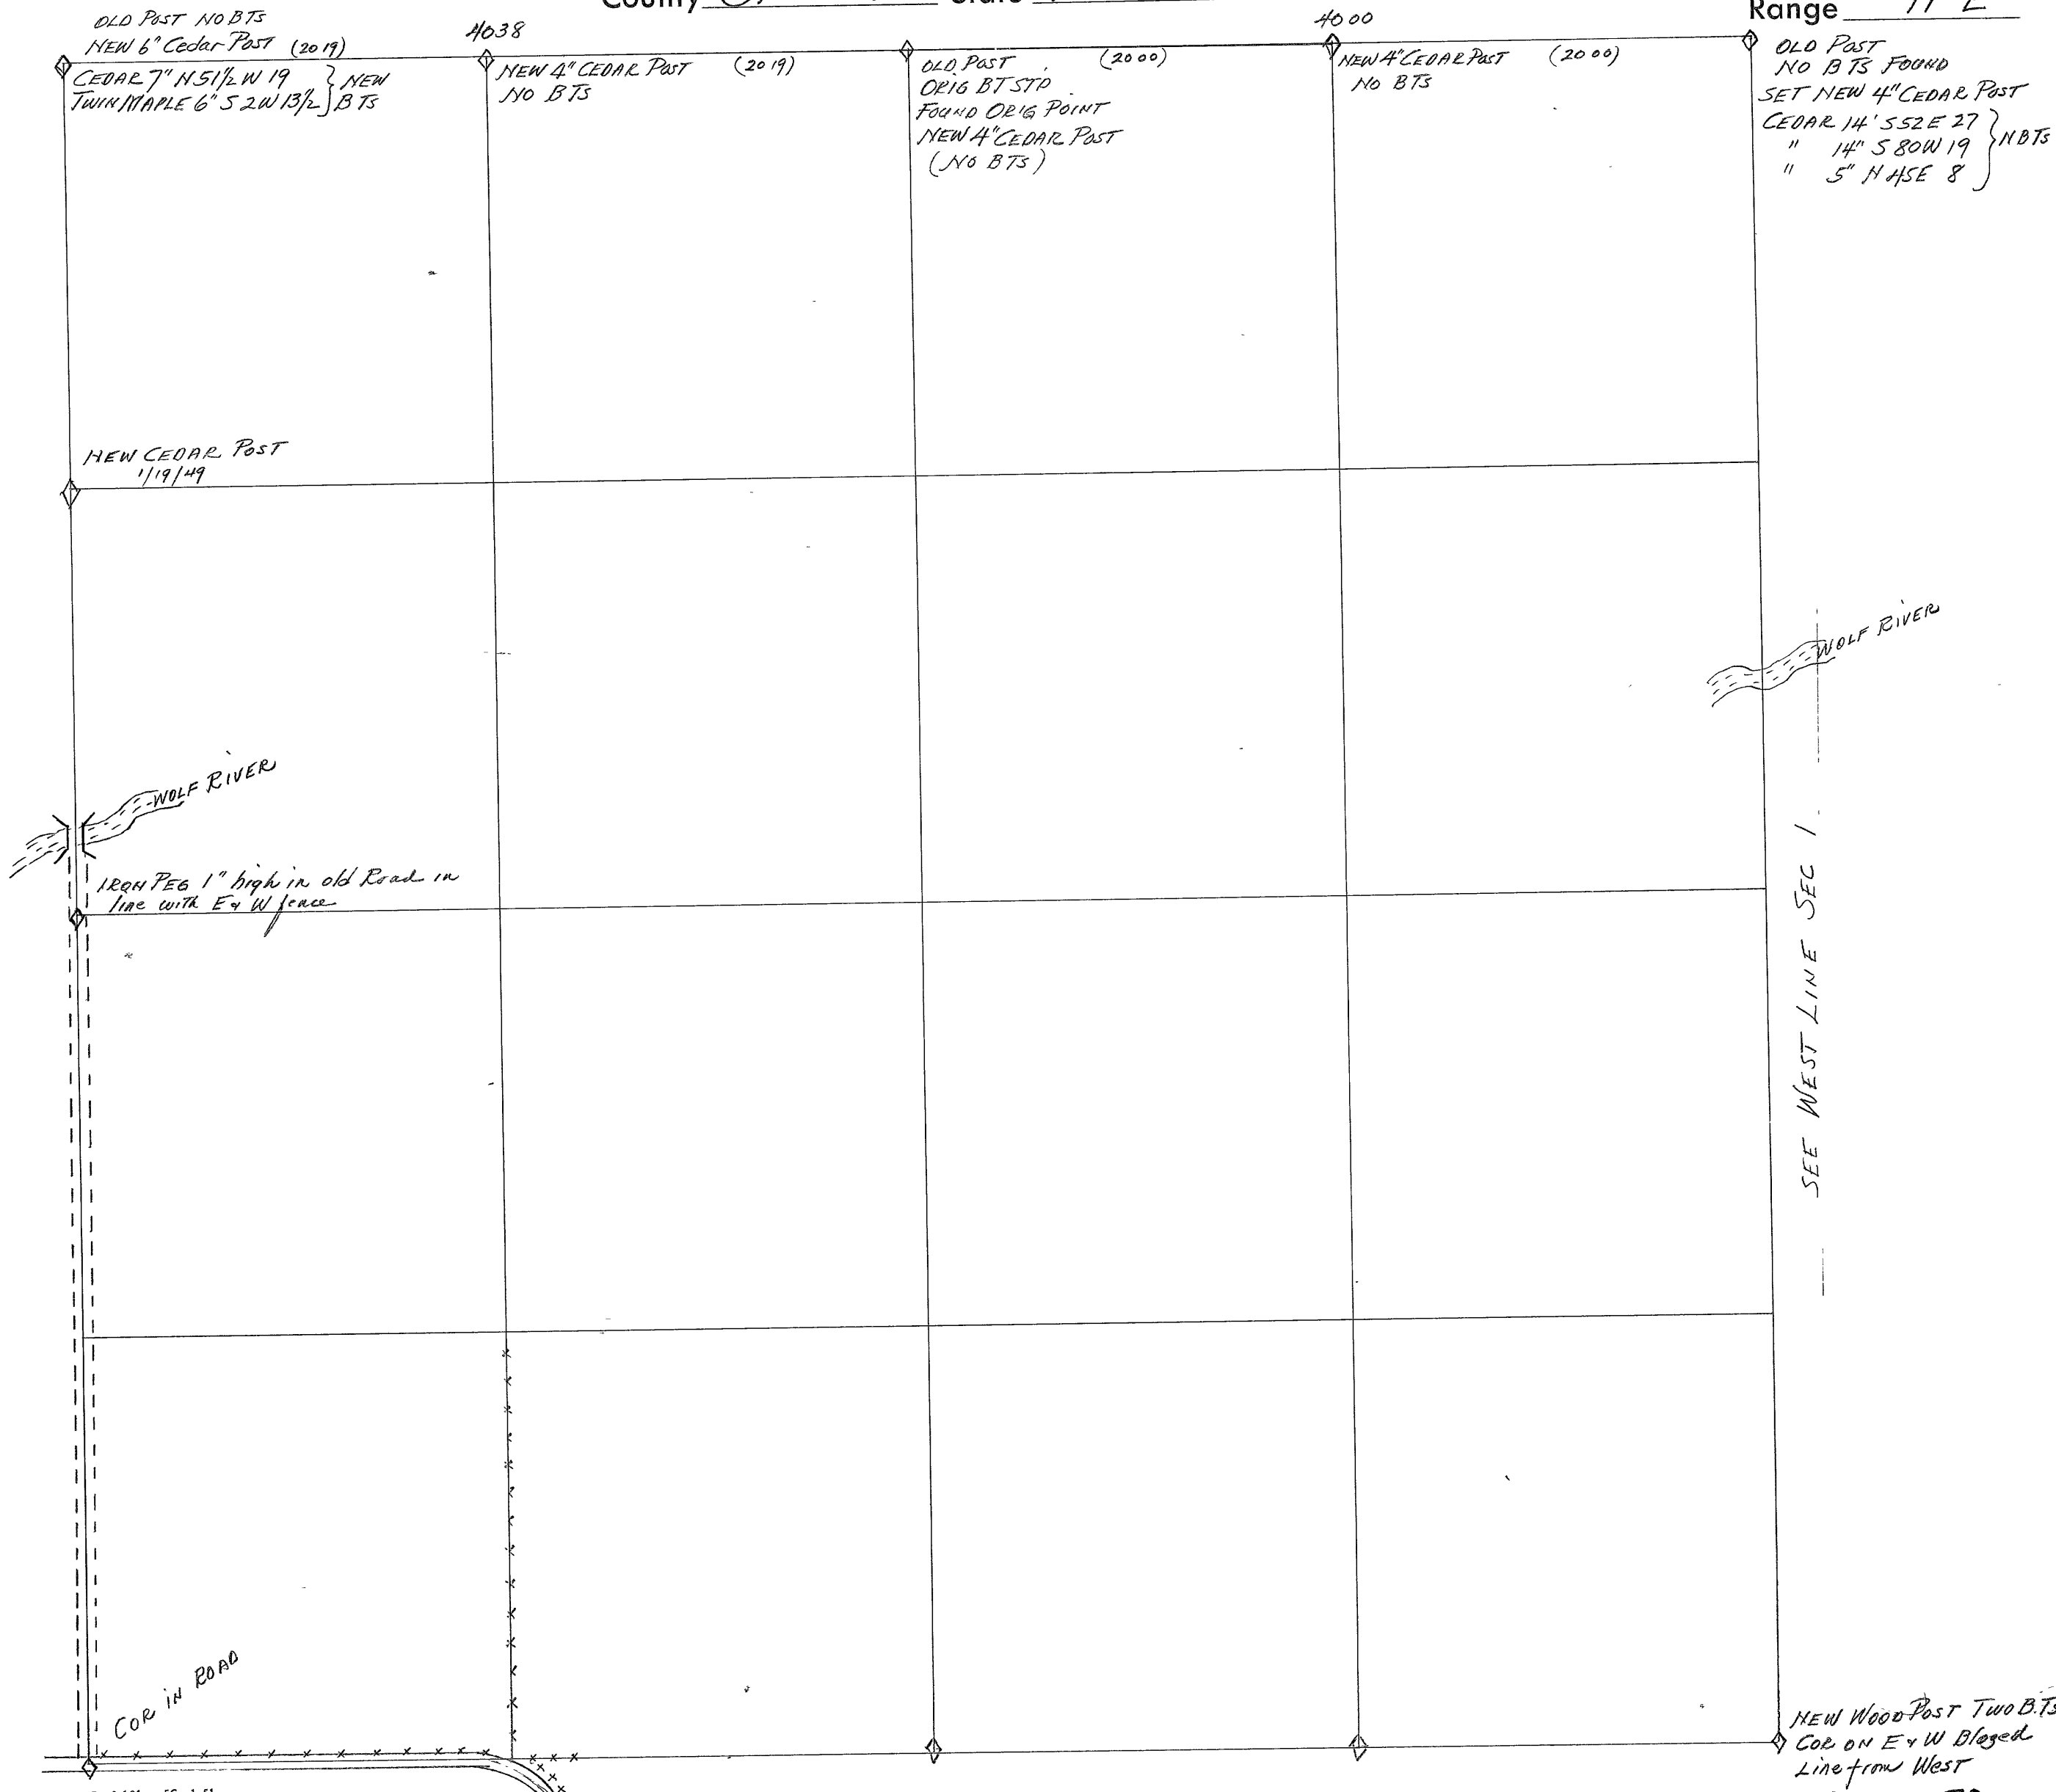 County
Range
OLD POST NO BTS
NEW 6" Cedar Post (2019)
CEDAR 7" N 51½ W 19
TWIN MAPLE 6" S 2W 13½
NEW
BTS
4038
NEW 4" CEDAR POST (2019)
NO BTS
OLD POST (2000)
ORIG BT STP
FOUND ORIG POINT
NEW 4" CEDAR POST
(NO BTS)
4000
NEW 4" CEDAR POST (2000)
NO BTS
OLD POST
NO BTS FOUND
SET NEW 4" CEDAR POST
CEDAR 14' S52E 27
" 14" S 80W 19
" 5" N 45E 8
NBTS
NEW CEDAR POST
1/19/49
WOLF RIVER
WOLF RIVER
IRON PEG 1" high in old Road in
line with E & W fence
SEE WEST LINE SEC 1
COR IN ROAD
NEW WOOD POST TWO B.TS
COR ON E & W Blazed
Line from West